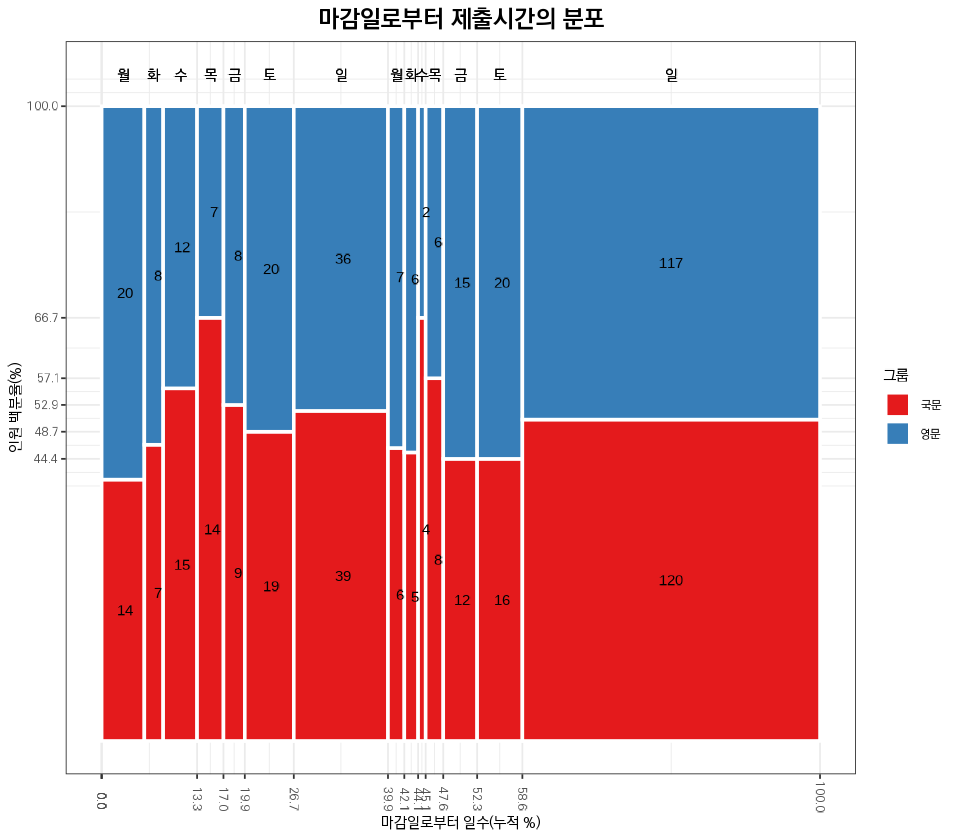 마감일로부터 제출시간의 분포
월 화 수 목 금 토 일 월 화 수 목 금 토 일
100.0
66.7
57.1
52.9
48.7
44.4
인원 백분율(%)
7 2
12 8 20 36 6 117
20 8 7 6 15 20
14 4
15 9 19 39 8 120
14 7 6 5 12 16
0.0 13.3 17.0 19.9 26.7 39.9 42.1 44.1 45.1 47.6 52.3 58.6 100.0
마감일로부터 일수(누적 %)
그룹
국문
영문